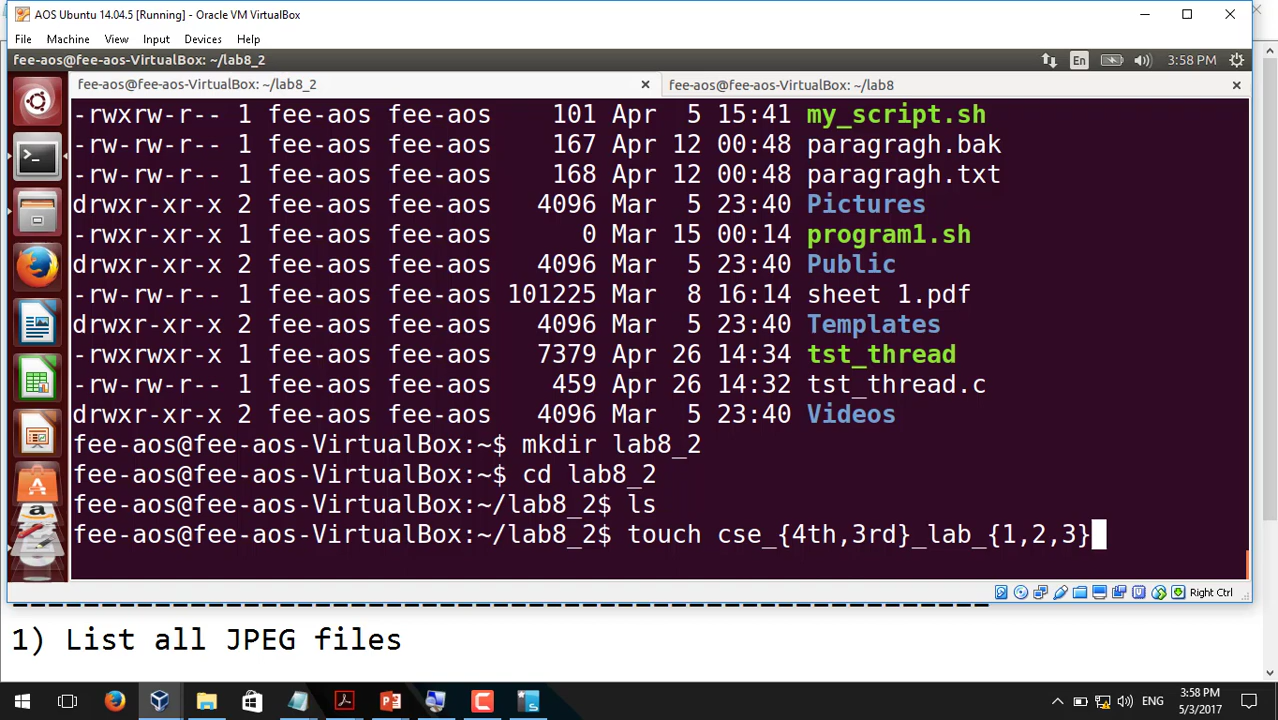 AOS Ubuntu 14.04.5 [Running] - Oracle VM VirtualBox
File Machine View Input Devices Help
fee-aos@fee-aos-VirtualBox: ~/lab8_2 En 3:58 PM
fee-aos@fee-aos-VirtualBox: ~/lab8_2 fee-aos@fee-aos-VirtualBox: ~/lab8
-rwxrw-r-- 1 fee-aos fee-aos 101 Apr 5 15:41 my_script.sh
-rw-rw-r-- 1 fee-aos fee-aos 167 Apr 12 00:48 paragragh.bak
-rw-rw-r-- 1 fee-aos fee-aos 168 Apr 12 00:48 paragragh.txt
drwxr-xr-x 2 fee-aos fee-aos 4096 Mar 5 23:40 Pictures
-rwxr-xr-x 1 fee-aos fee-aos 0 Mar 15 00:14 program1.sh
drwxr-xr-x 2 fee-aos fee-aos 4096 Mar 5 23:40 Public
-rw-rw-r-- 1 fee-aos fee-aos 101225 Mar 8 16:14 sheet 1.pdf
drwxr-xr-x 2 fee-aos fee-aos 4096 Mar 5 23:40 Templates
-rwxrwxr-x 1 fee-aos fee-aos 7379 Apr 26 14:34 tst_thread
-rw-rw-r-- 1 fee-aos fee-aos 459 Apr 26 14:32 tst_thread.c
drwxr-xr-x 2 fee-aos fee-aos 4096 Mar 5 23:40 Videos
fee-aos@fee-aos-VirtualBox:~$ mkdir lab8_2
fee-aos@fee-aos-VirtualBox:~$ cd lab8_2
fee-aos@fee-aos-VirtualBox:~/lab8_2$ ls
fee-aos@fee-aos-VirtualBox:~/lab8_2$ touch cse_{4th,3rd}_lab_{1,2,3}
Right Ctrl
1) List all JPEG files
ENG 3:58 PM
5/3/2017